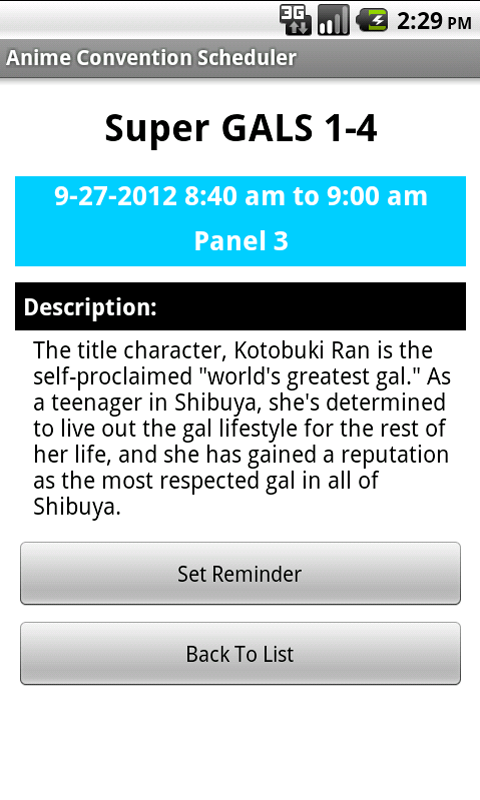 3G 2:29 PM
Anime Convention Scheduler
Super GALS 1-4
9-27-2012 8:40 am to 9:00 am
Panel 3
Description:
The title character, Kotobuki Ran is the
self-proclaimed "world's greatest gal." As
a teenager in Shibuya, she's determined
to live out the gal lifestyle for the rest of
her life, and she has gained a reputation
as the most respected gal in all of
Shibuya.
Set Reminder
Back To List